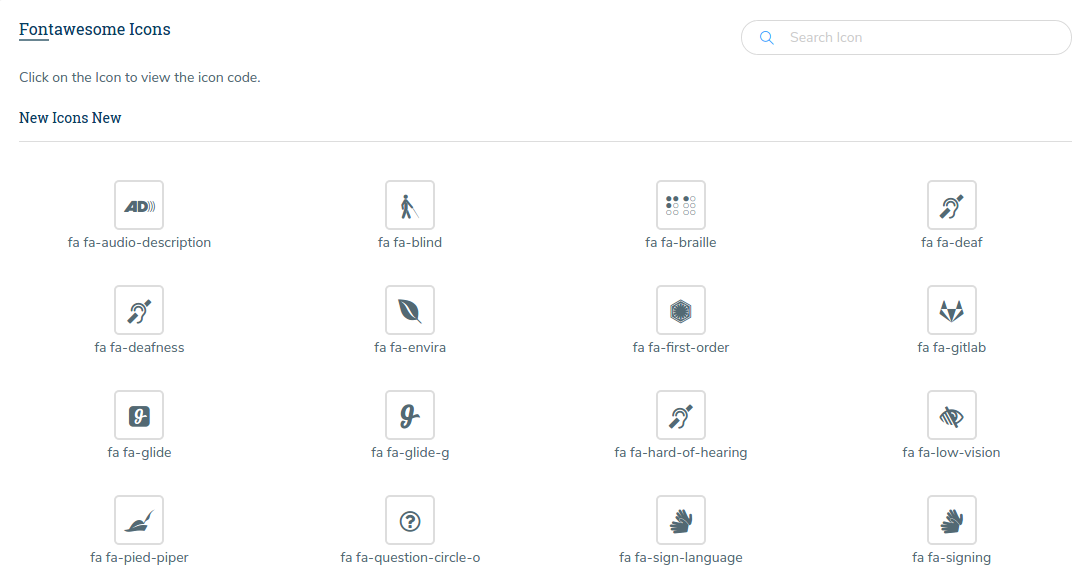 Fontawesome Icons
Search Icon
Click on the Icon to view the icon code.
New Icons New
AD
fa fa-audio-description
fa fa-blind
fa fa-braille
fa fa-deaf
fa fa-deafness
fa fa-envira
fa fa-first-order
fa fa-gitlab
g
fa fa-glide
g
fa fa-glide-g
fa fa-hard-of-hearing
fa fa-low-vision
fa fa-pied-piper
?
fa fa-question-circle-o
fa fa-sign-language
fa fa-signing